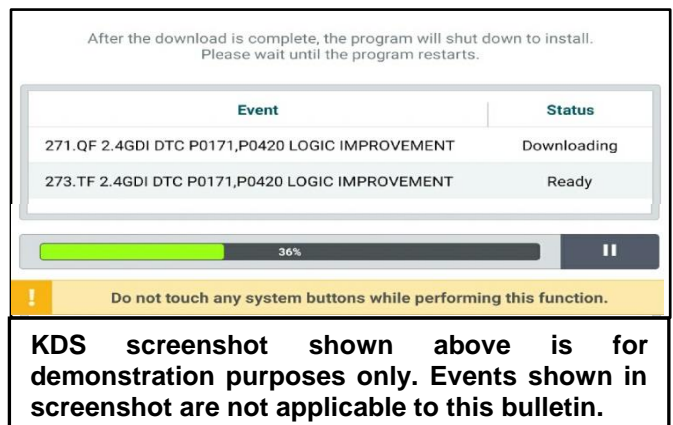 After the download is complete, the program will shut down to install.
Please wait until the program restarts.
Event Status
271.QF 2.4GDI DTC P0171,P0420 LOGIC IMPROVEMENT Downloading
273.TF 2.4GDI DTC P0171,P0420 LOGIC IMPROVEMENT Ready
36%
! Do not touch any system buttons while performing this function.
KDS screenshot shown above is for
demonstration purposes only. Events shown in
screenshot are not applicable to this bulletin.